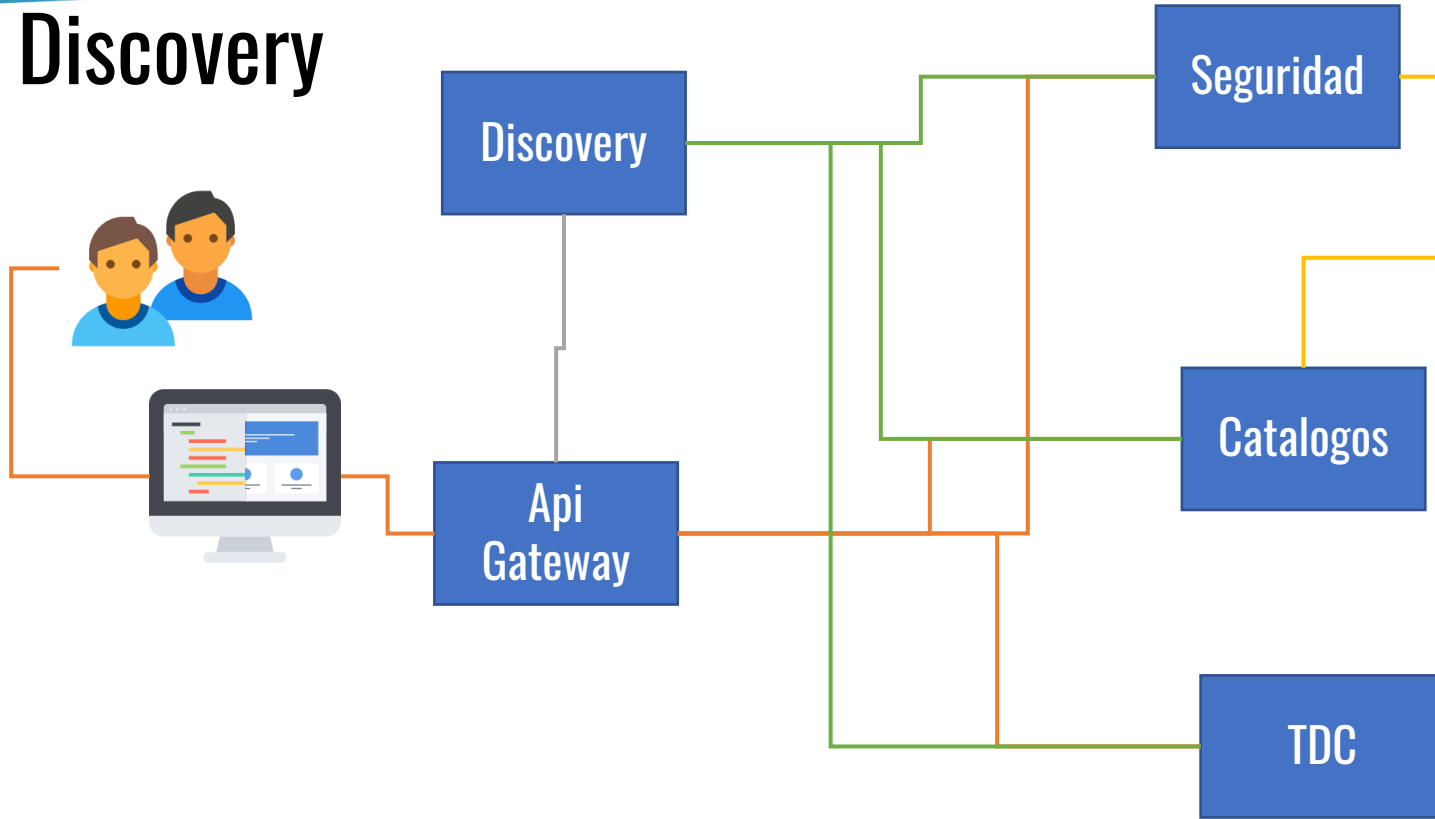 Discovery
Discovery
Seguridad
Catalogos
Api
Gateway
TDC